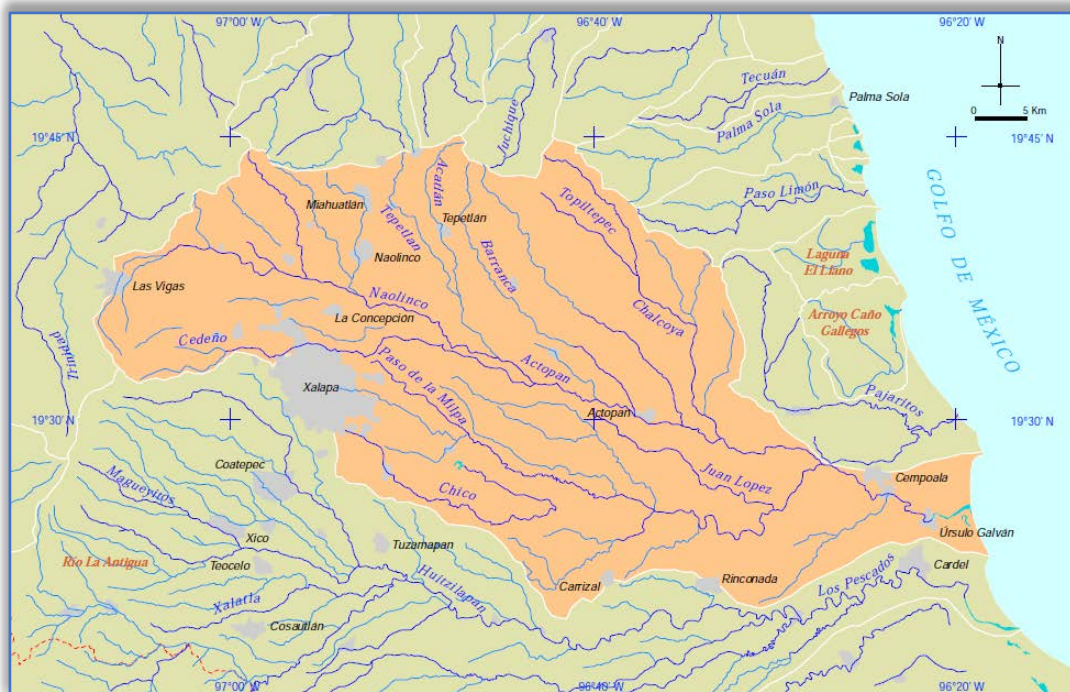 97°00' W
96°40' W
96°20' W
N
5 Km
0
Tecuán
Palma Sola
Palma Sola
Juchique
19°45' N
19°45' N
Acatlán
Topiltepec
Paso Limón
Miahuatlán
Tepetlan
Tepetlán
GOLFO DE MÉXICO
Naolinco
Barranca
Laguna
El Llano
Las Vigas
Naolinco
La Concepción
Chalcoya
Arroyo Caño
Gallegos
Trinidad
Cedeño
Actopan
Xalapa
Paso de la Milpa
Pajaritos
Actopan
19°30' N
19°30' N
Coatepec
Magueyitos
Chico
Juan Lopez
Cempoala
Xico
Tuzamapan
Úrsulo Galván
Río La Antigua
Teocelo
Huitzilapan
Carrizal
Rinconada
Los Pescados
Cardel
Xalatla
Cosautlán
97°00' W
96°40' W
96°20' W